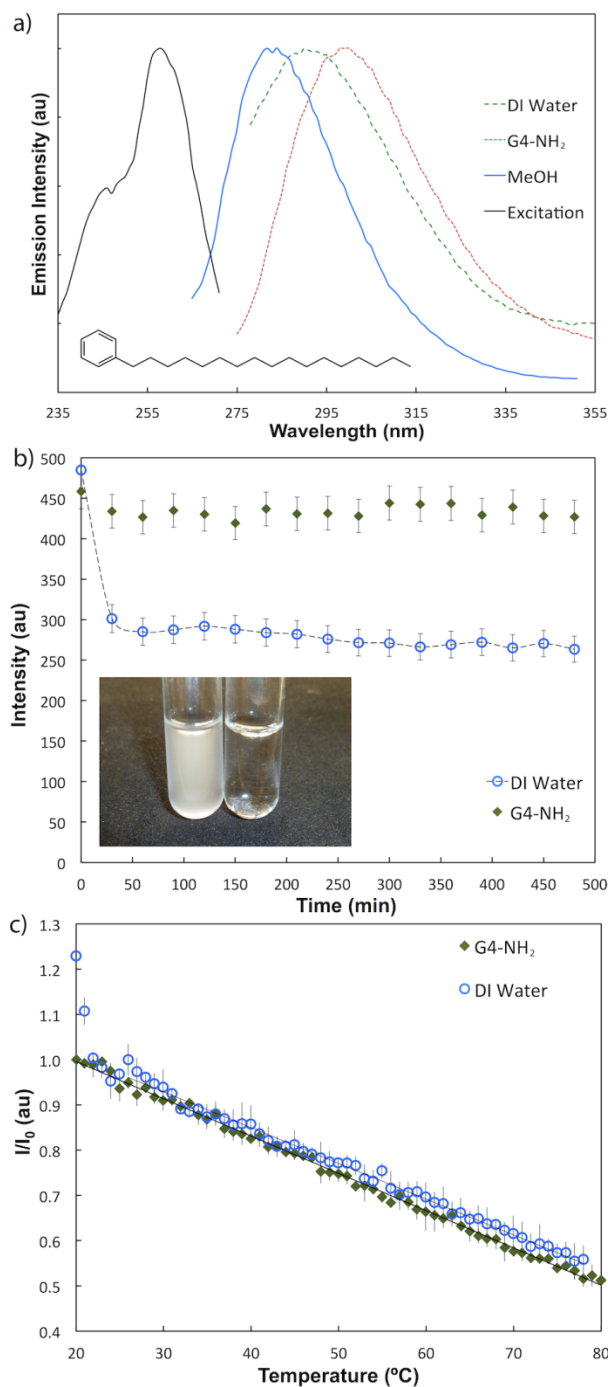 a)
Emission Intensity (au)
DI Water
G4-NH₂
MeOH
Excitation
235 255 275 295 315 335 355
Wavelength (nm)
b)
500
450
400
350
300
250
200
150
100
50
0
Intensity (au)
DI Water
G4-NH₂
0 50 100 150 200 250 300 350 400 450 500
Time (min)
c)
1.3
1.2
1.1
1.0
0.9
0.8
0.7
0.6
0.5
0.4
I/I₀ (au)
G4-NH₂
DI Water
20 30 40 50 60 70 80
Temperature (ºC)